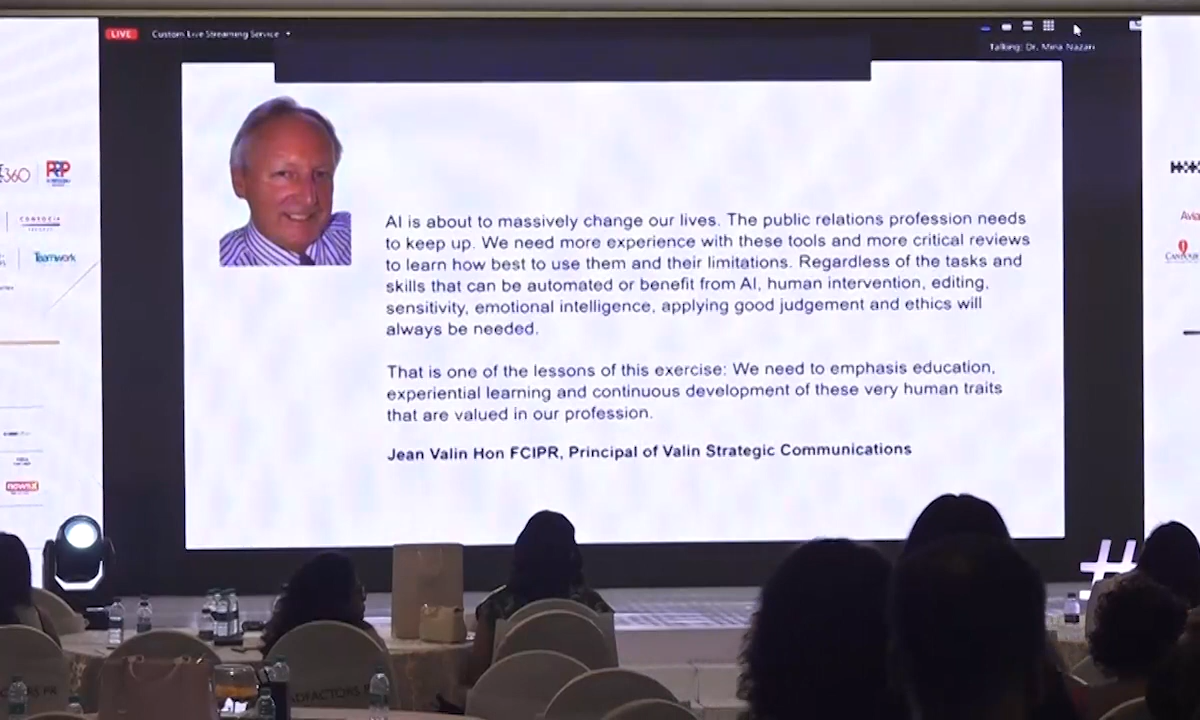 LIVE Custom Live Streaming Service
Talking: Dr. Mina Nazari
360 PRP
Teamwork
newsX
AI is about to massively change our lives. The public relations profession needs
to keep up. We need more experience with these tools and more critical reviews
to learn how best to use them and their limitations. Regardless of the tasks and
skills that can be automated or benefit from AI, human intervention, editing,
sensitivity, emotional intelligence, applying good judgement and ethics will
always be needed.
That is one of the lessons of this exercise: We need to emphasis education,
experiential learning and continuous development of these very human traits
that are valued in our profession.
Jean Valin Hon FCIPR, Principal of Valin Strategic Communications
#